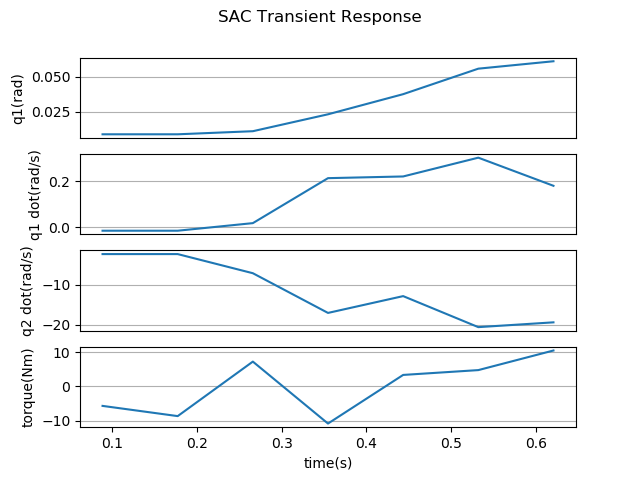 SAC Transient Response
q1(rad)
0.050
0.025
q1 dot(rad/s)
0.2
0.0
q2 dot(rad/s)
−10
−20
torque(Nm)
10
0
−10
0.1 0.2 0.3 0.4 0.5 0.6
time(s)